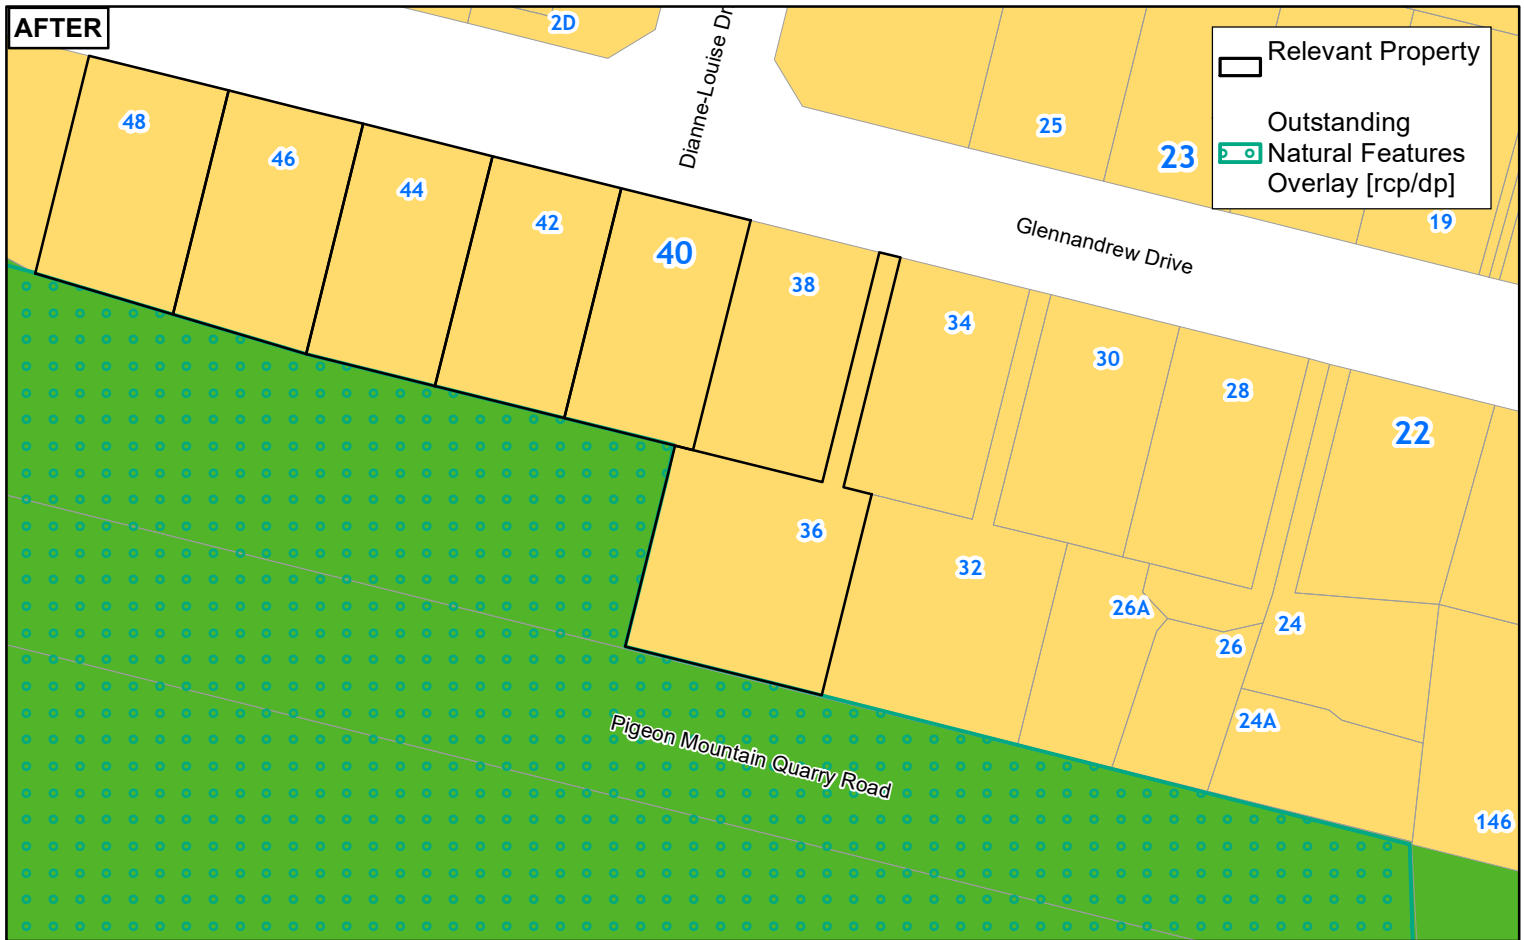 AFTER
2D
Dianne-Louise Dr
Relevant Property
Outstanding
Natural Features
Overlay [rcp/dp]
48
46
44
42
40
38
25
23
19
Glennandrew Drive
34
30
28
22
36
32
26A
26
24
24A
146
Pigeon Mountain Quarry Road